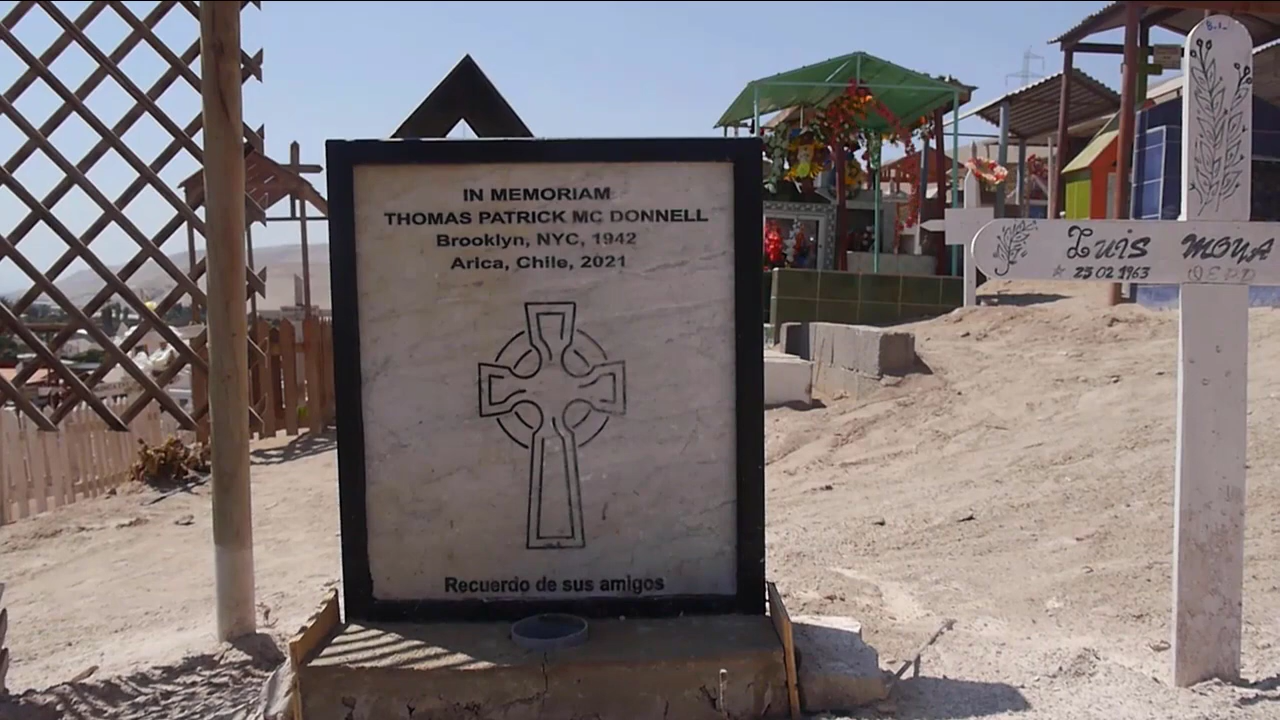 IN MEMORIAM
THOMAS PATRICK MC DONNELL
Brooklyn, NYC, 1942
Arica, Chile, 2021
Recuerdo de sus amigos
LUIS MOYA
23 02 1963